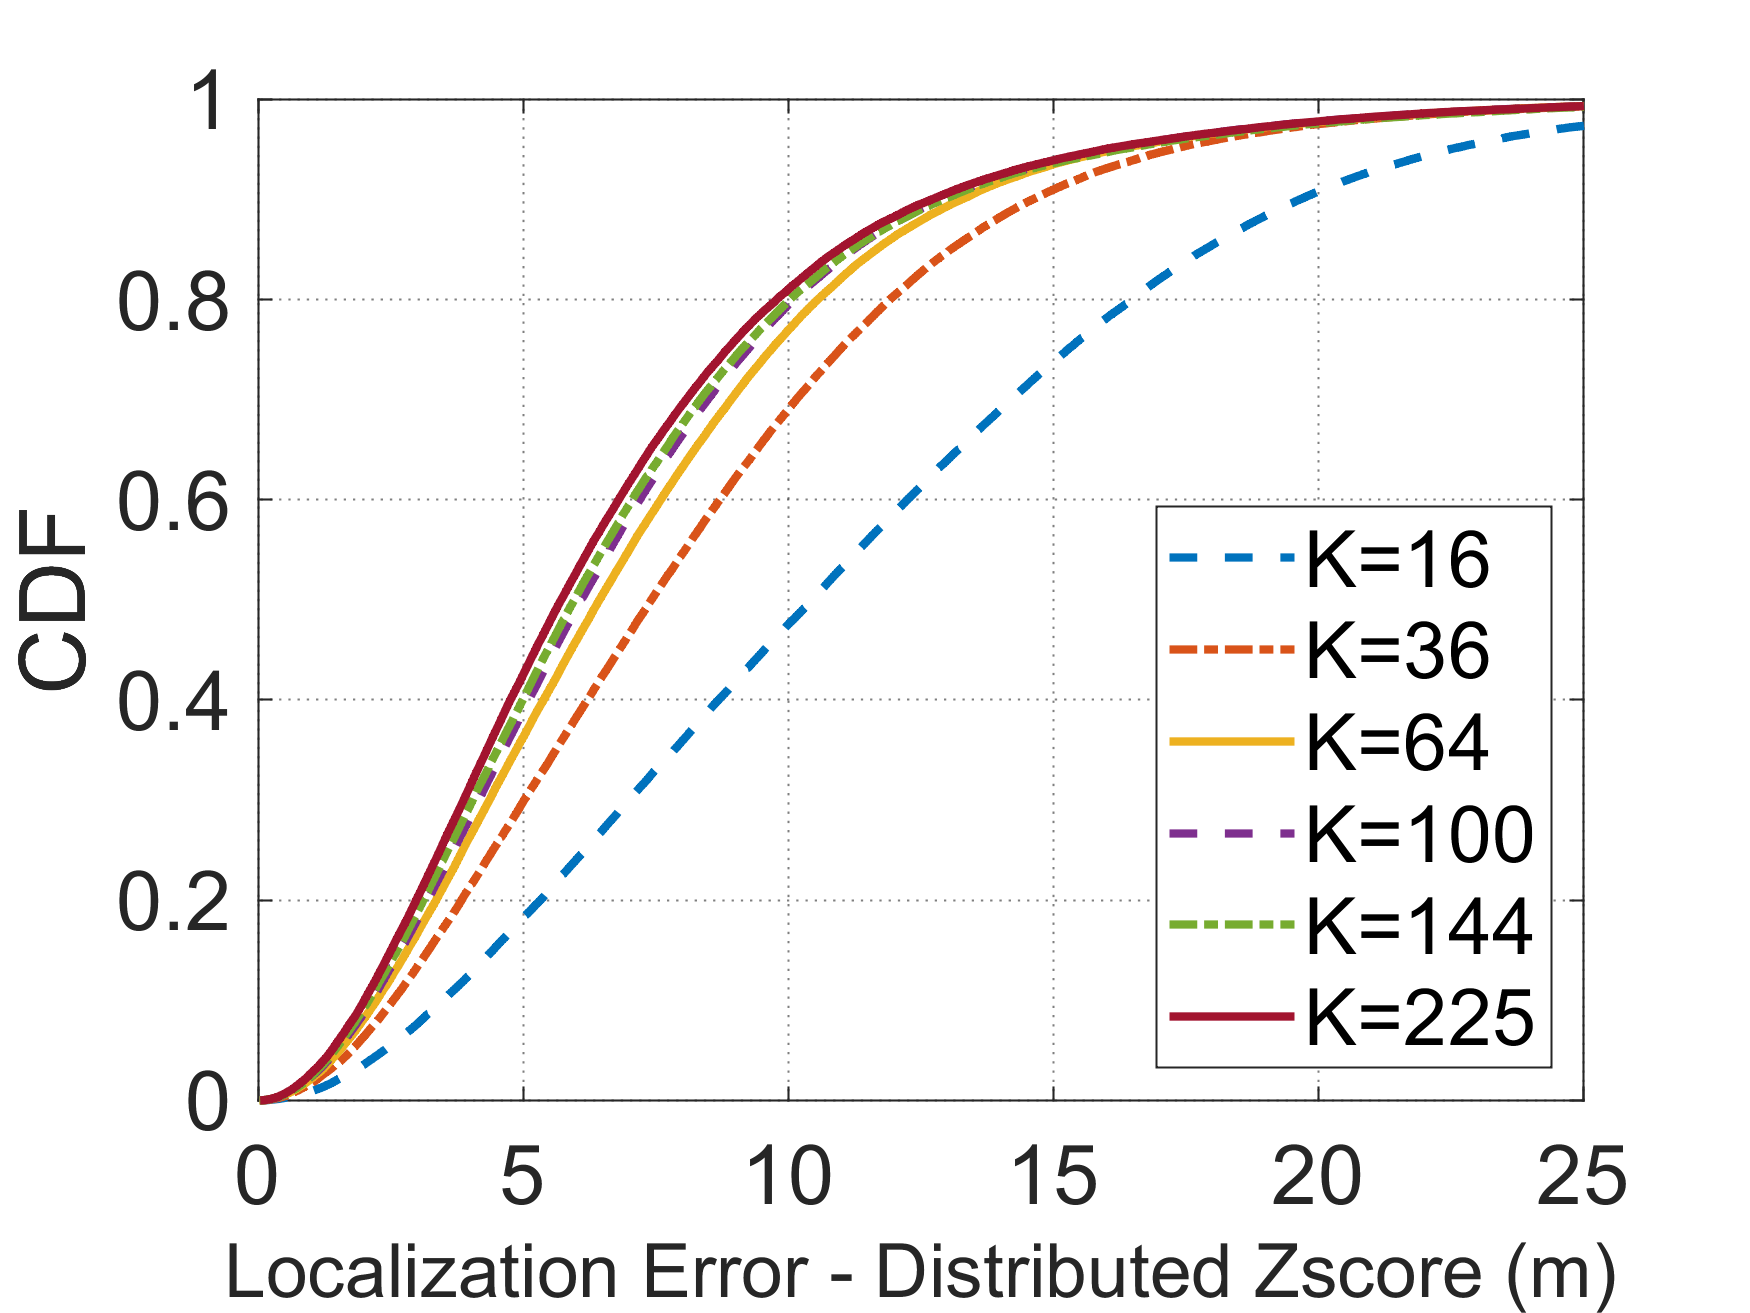 1
0.8
0.6
0.4
0.2
0
CDF
K=16
K=36
K=64
K=100
K=144
K=225
0 5 10 15 20 25
Localization Error - Distributed Zscore (m)